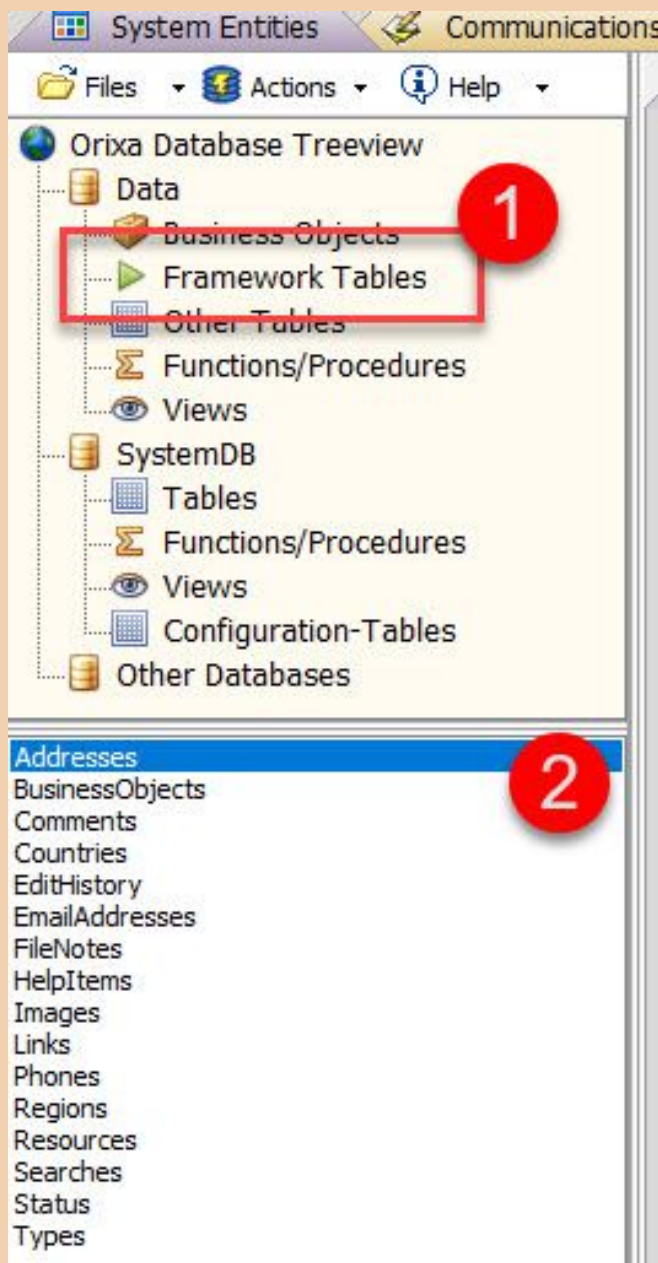 System Entities Communications
Files Actions Help
Orixa Database Treeview
Data
1
Business Objects
Framework Tables
Other Tables
Functions/Procedures
Views
SystemDB
Tables
Functions/Procedures
Views
Configuration-Tables
Other Databases
Addresses
2
BusinessObjects
Comments
Countries
EditHistory
EmailAddresses
FileNotes
HelpItems
Images
Links
Phones
Regions
Resources
Searches
Status
Types